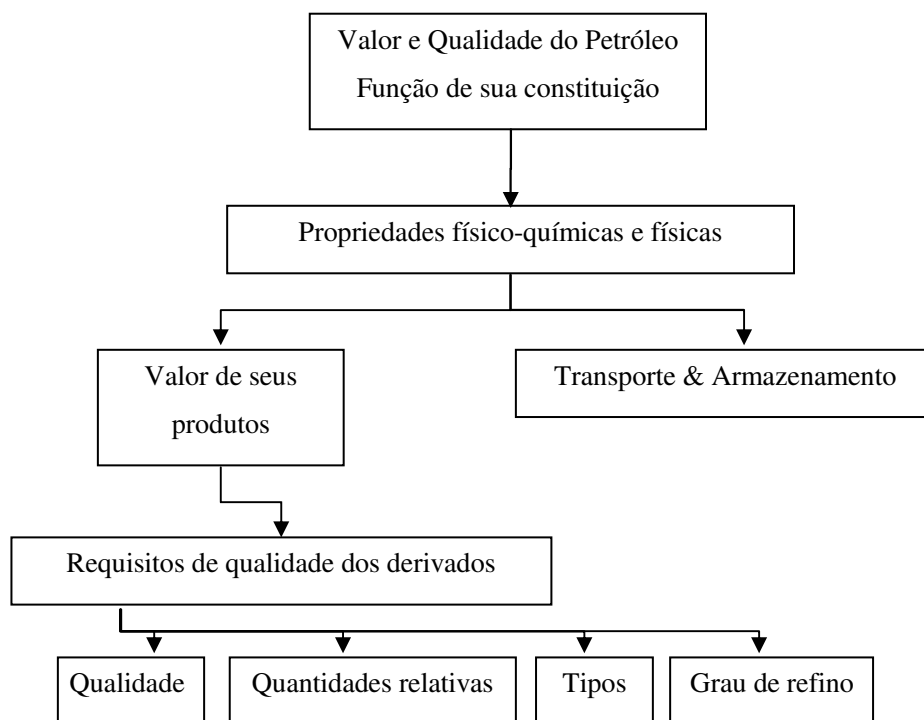 Valor e Qualidade do Petróleo
Função de sua constituição
Propriedades físico-químicas e físicas
Valor de seus
produtos
Transporte & Armazenamento
Requisitos de qualidade dos derivados
Qualidade
Quantidades relativas
Tipos
Grau de refino